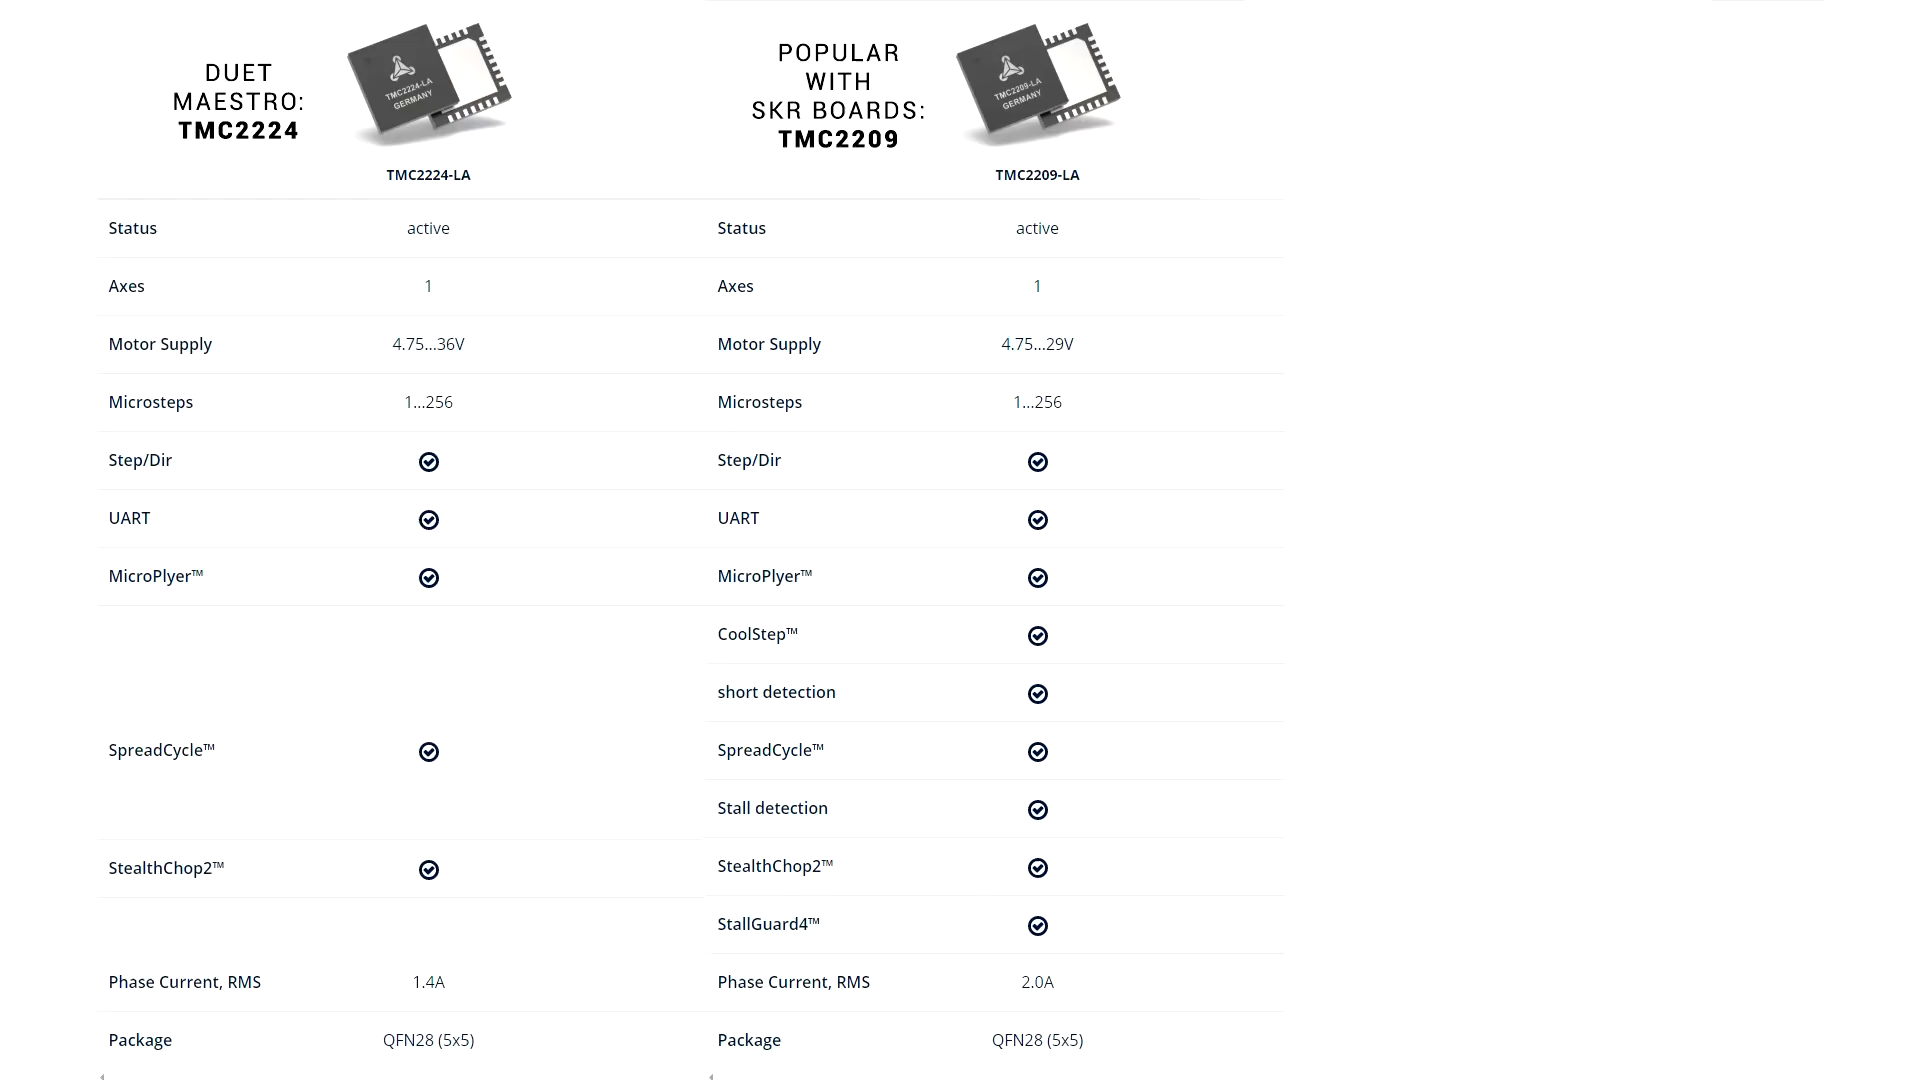 DUET
MAESTRO:
TMC2224
TMC2224-LA
GERMANY
TMC2224-LA
POPULAR
WITH
SKR BOARDS:
TMC2209
TMC2209-LA
GERMANY
TMC2209-LA
Status active
Axes 1
Motor Supply 4.75...36V
Microsteps 1...256
Step/Dir
UART
MicroPlyer™
SpreadCycle™
StealthChop2™
Phase Current, RMS 1.4A
Package QFN28 (5x5)
Status active
Axes 1
Motor Supply 4.75...29V
Microsteps 1...256
Step/Dir
UART
MicroPlyer™
CoolStep™
short detection
SpreadCycle™
Stall detection
StealthChop2™
StallGuard4™
Phase Current, RMS 2.0A
Package QFN28 (5x5)